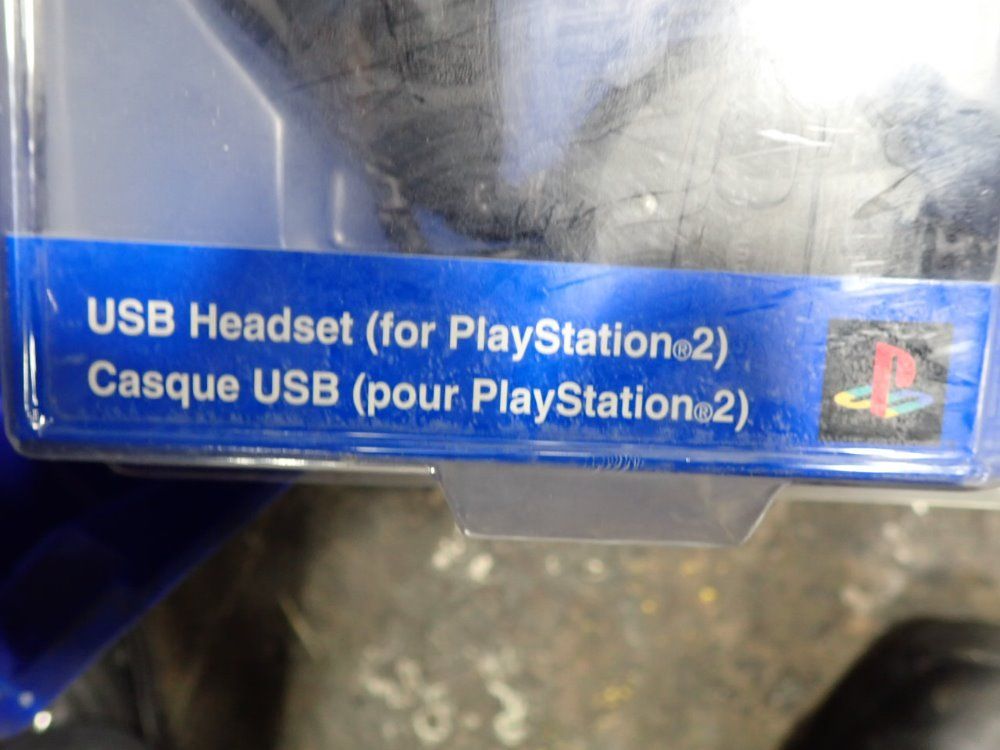 USB Headset (for PlayStation®2)
Casque USB (pour PlayStation®2)